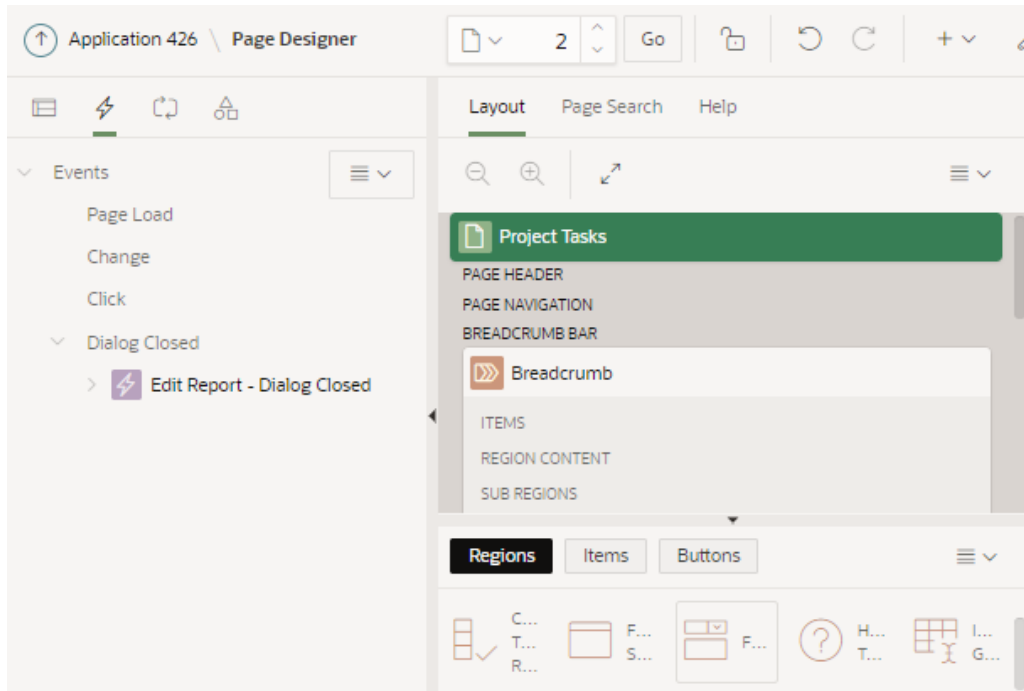 Application 426 \ Page Designer
2 Go
Layout Page Search Help
Events
Page Load
Change
Click
Dialog Closed
Edit Report - Dialog Closed
Project Tasks
PAGE HEADER
PAGE NAVIGATION
BREADCRUMB BAR
Breadcrumb
ITEMS
REGION CONTENT
SUB REGIONS
Regions Items Buttons
C...
T...
R...
F...
S...
F...
H...
T...
I...
G...